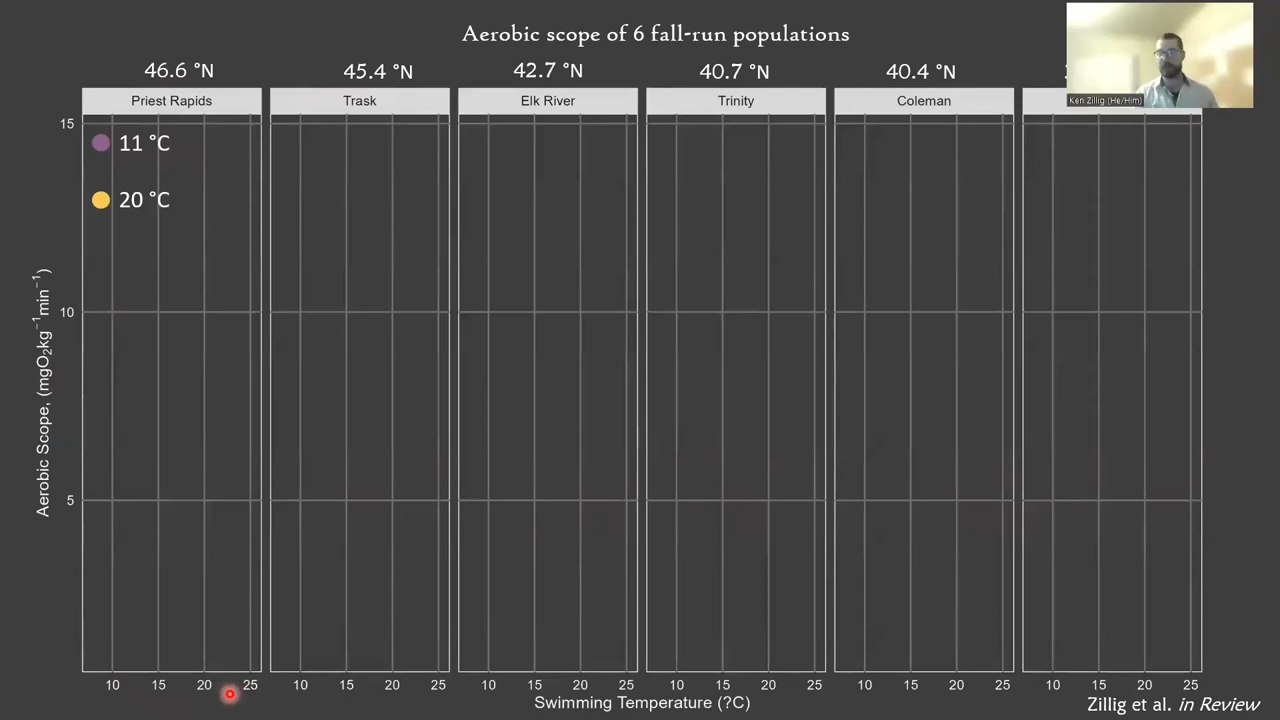 Aerobic scope of 6 fall-run populations
46.6 °N 45.4 °N 42.7 °N 40.7 °N 40.4 °N
Priest Rapids Trask Elk River Trinity Coleman
Ken Zillig (He/Him)
15
11 °C
20 °C
10
5
Aerobic Scope, (mgO₂kg⁻¹min⁻¹)
10 15 20 25 10 15 20 25 10 15 20 25 10 15 20 25 10 15 20 25 10 15 20 25
Swimming Temperature (?C)
Zillig et al. in Review